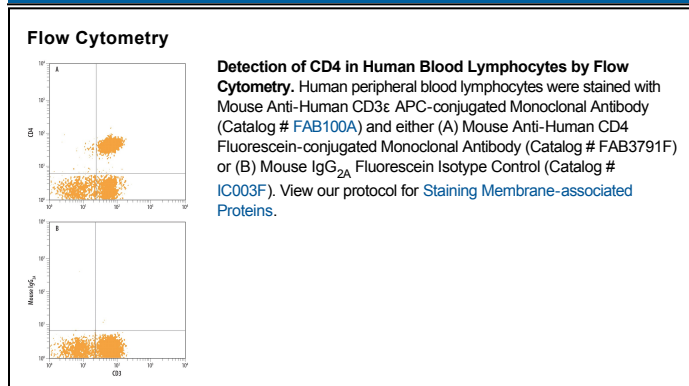 Flow Cytometry
A
CD4
Detection of CD4 in Human Blood Lymphocytes by Flow
Cytometry. Human peripheral blood lymphocytes were stained with
Mouse Anti-Human CD3ε APC-conjugated Monoclonal Antibody
(Catalog # FAB100A) and either (A) Mouse Anti-Human CD4
Fluorescein-conjugated Monoclonal Antibody (Catalog # FAB3791F)
or (B) Mouse IgG2A Fluorescein Isotype Control (Catalog #
IC003F). View our protocol for Staining Membrane-associated
Proteins.
B
Mouse IgG2A
CD3